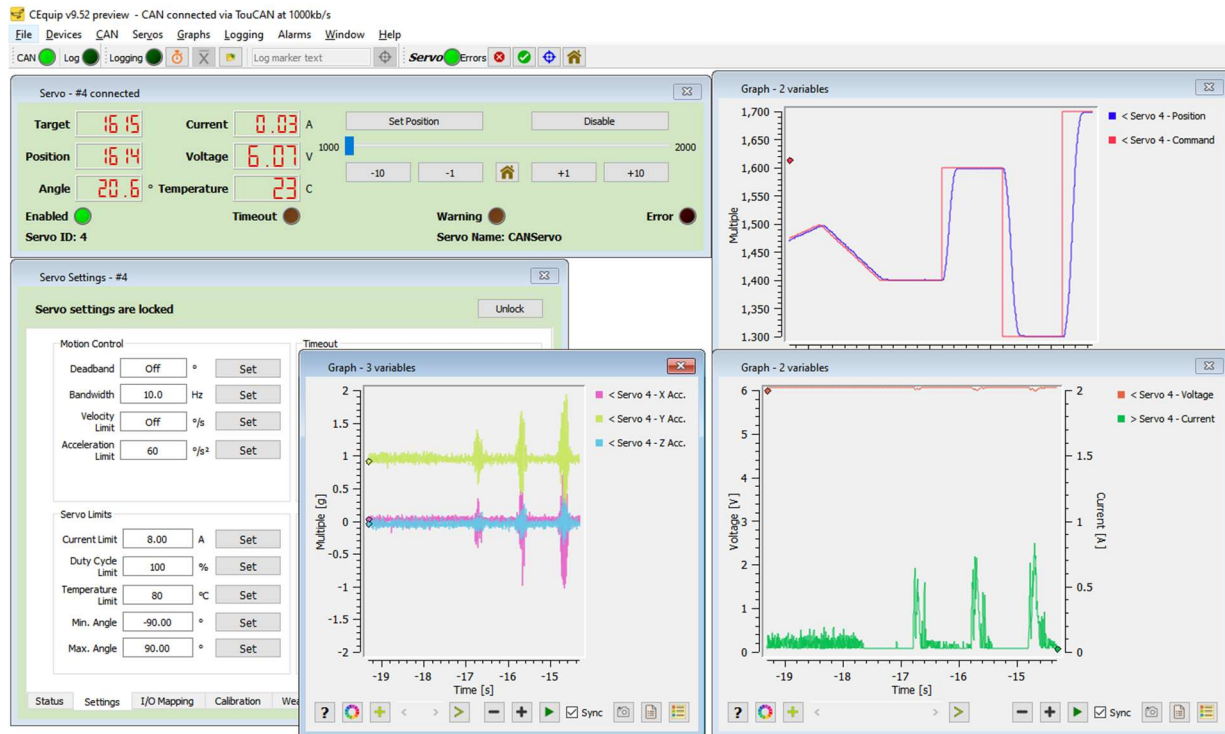 CEquip v9.52 preview - CAN connected via TouCAN at 1000kb/s
File Devices CAN Servos Graphs Logging Alarms Window Help
CAN Log Logging X Log marker text Servo Errors
Servo - #4 connected
Target 1615 Current 0.03 A Set Position Disable
Position 1614 Voltage 6.07 V 1000 2000
-10 -1 +1 +10
Angle 20.6 ° Temperature 23 C
Enabled Timeout Warning Error
Servo ID: 4 Servo Name: CANServo
Graph - 2 variables
1,700
1,650
1,600
1,550
1,500
1,450
1,400
1,350
1.300
Multiple
< Servo 4 - Position
< Servo 4 - Command
Servo Settings - #4
Servo settings are locked Unlock
Motion Control
Deadband Off ° Set
Bandwidth 10.0 Hz Set
Velocity Limit Off °/s Set
Acceleration Limit 60 °/s² Set
Timeout
Servo Limits
Current Limit 8.00 A Set
Duty Cycle Limit 100 % Set
Temperature Limit 80 °C Set
Min. Angle -90.00 ° Set
Max. Angle 90.00 ° Set
Status Settings I/O Mapping Calibration Wea
Graph - 3 variables
2
1.5
1
0.5
0
-0.5
-1
-1.5
-2
Multiple [g]
-19 -18 -17 -16 -15
Time [s]
< Servo 4 - X Acc.
< Servo 4 - Y Acc.
< Servo 4 - Z Acc.
? + < > > - + Sync
Graph - 2 variables
6
5
4
3
2
1
0
Voltage [V]
2
1.5
1
0.5
0
Current [A]
-19 -18 -17 -16 -15
Time [s]
< Servo 4 - Voltage
> Servo 4 - Current
? + < > > - + Sync